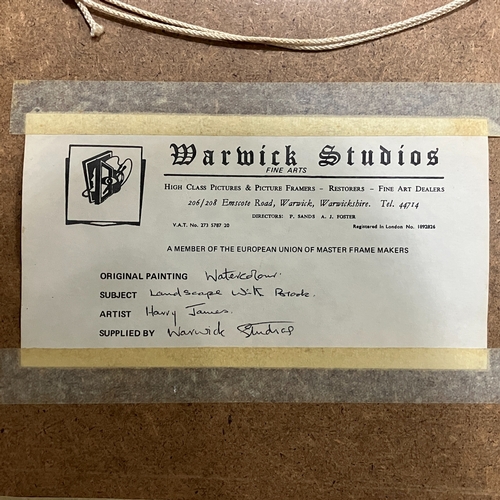 Warwick Studios
FINE ARTS
HIGH CLASS PICTURES & PICTURE FRAMERS - RESTORERS - FINE ART DEALERS
206/208 Emscote Road, Warwick, Warwickshire. Tel. 44714
DIRECTORS: P. SANDS A. J. FOSTER
V.A.T. No. 273 5787 20 Registered in London No. 1092826
A MEMBER OF THE EUROPEAN UNION OF MASTER FRAME MAKERS
ORIGINAL PAINTING Watercolour.
SUBJECT Landscape With Brook.
ARTIST Harry James.
SUPPLIED BY Warwick Studios